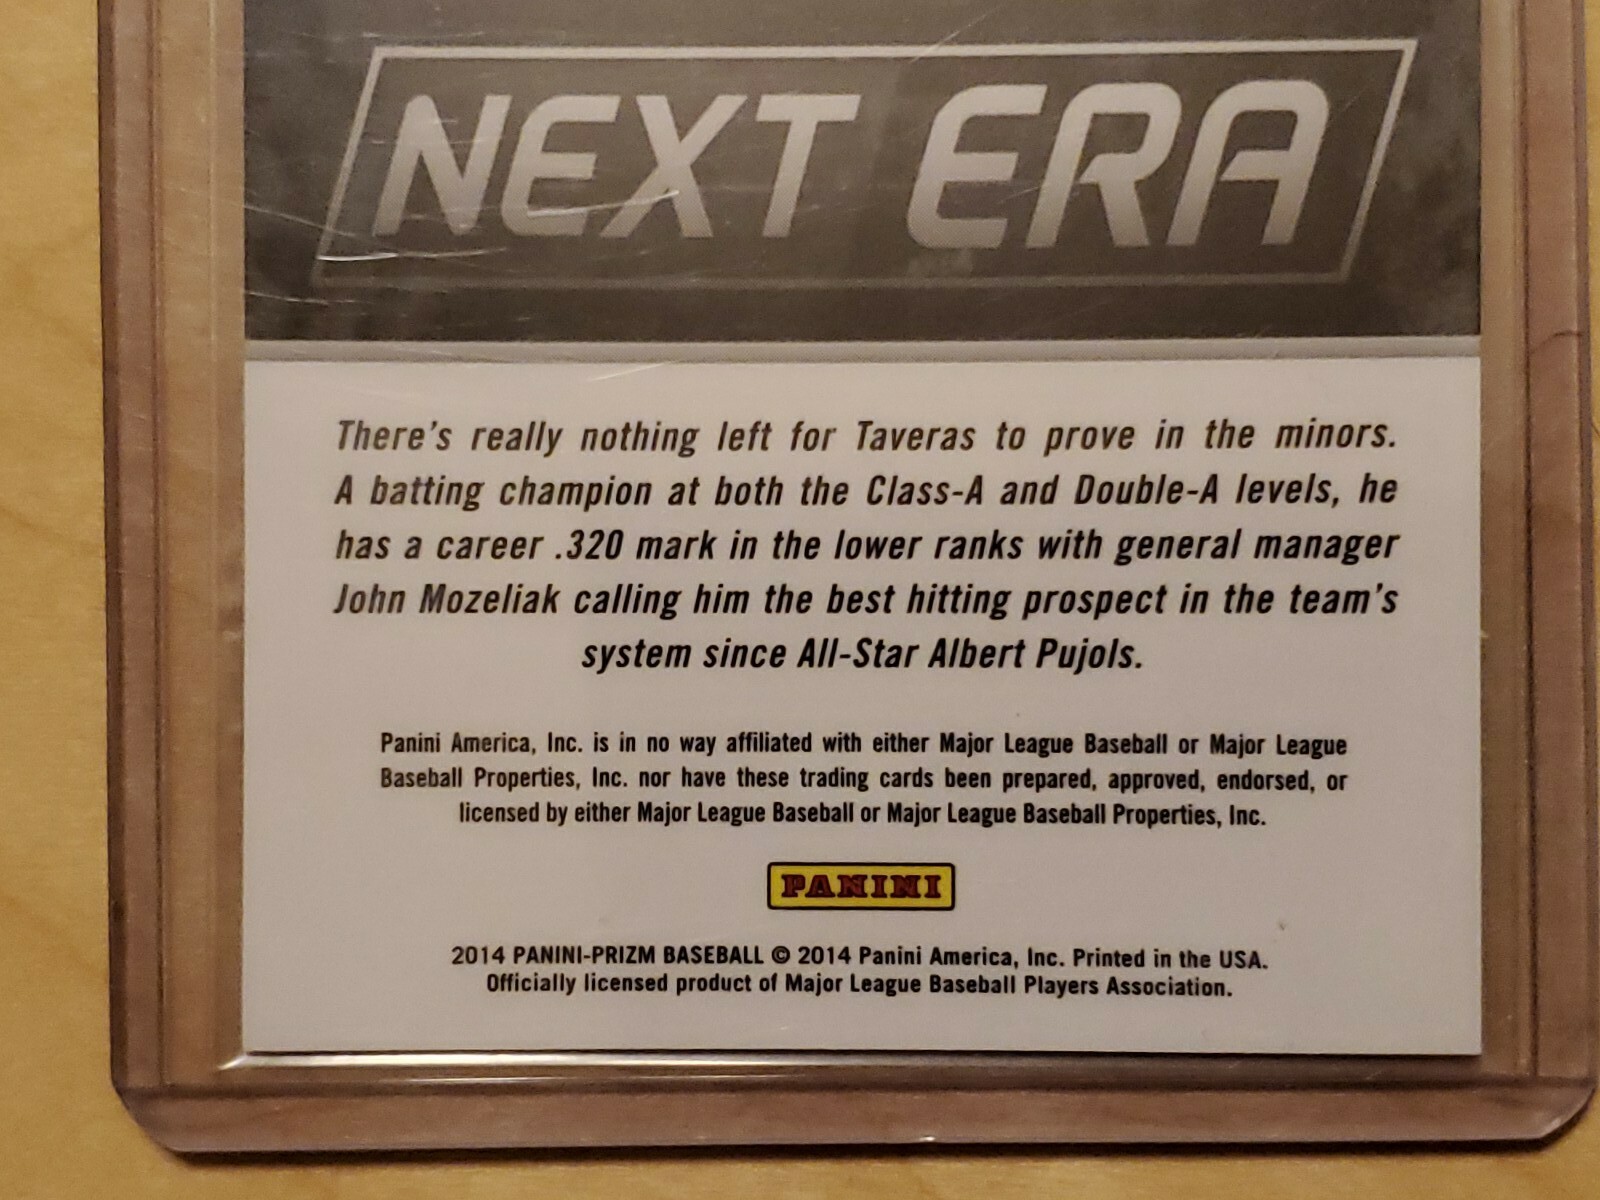 NEXT ERA
There's really nothing left for Taveras to prove in the minors.
A batting champion at both the Class-A and Double-A levels, he
has a career .320 mark in the lower ranks with general manager
John Mozeliak calling him the best hitting prospect in the team's
system since All-Star Albert Pujols.
Panini America, Inc. is in no way affiliated with either Major League Baseball or Major League
Baseball Properties, Inc. nor have these trading cards been prepared, approved, endorsed, or
licensed by either Major League Baseball or Major League Baseball Properties, Inc.
PANINI
2014 PANINI-PRIZM BASEBALL © 2014 Panini America, Inc. Printed in the USA.
Officially licensed product of Major League Baseball Players Association.